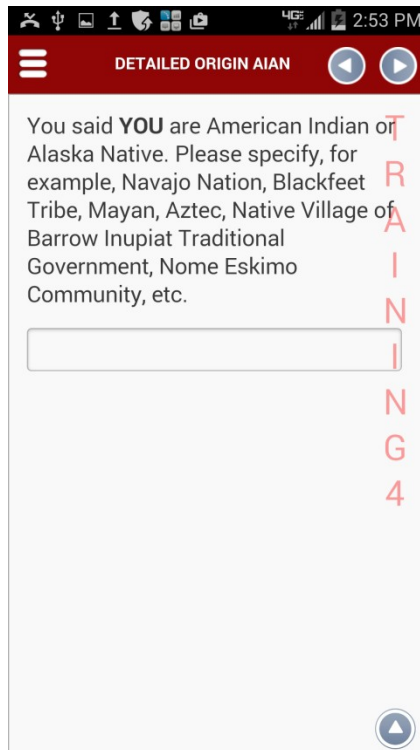 4G 2:53 PM
DETAILED ORIGIN AIAN
You said YOU are American Indian or
Alaska Native. Please specify, for
example, Navajo Nation, Blackfeet
Tribe, Mayan, Aztec, Native Village of
Barrow Inupiat Traditional
Government, Nome Eskimo
Community, etc.
TRAINING4